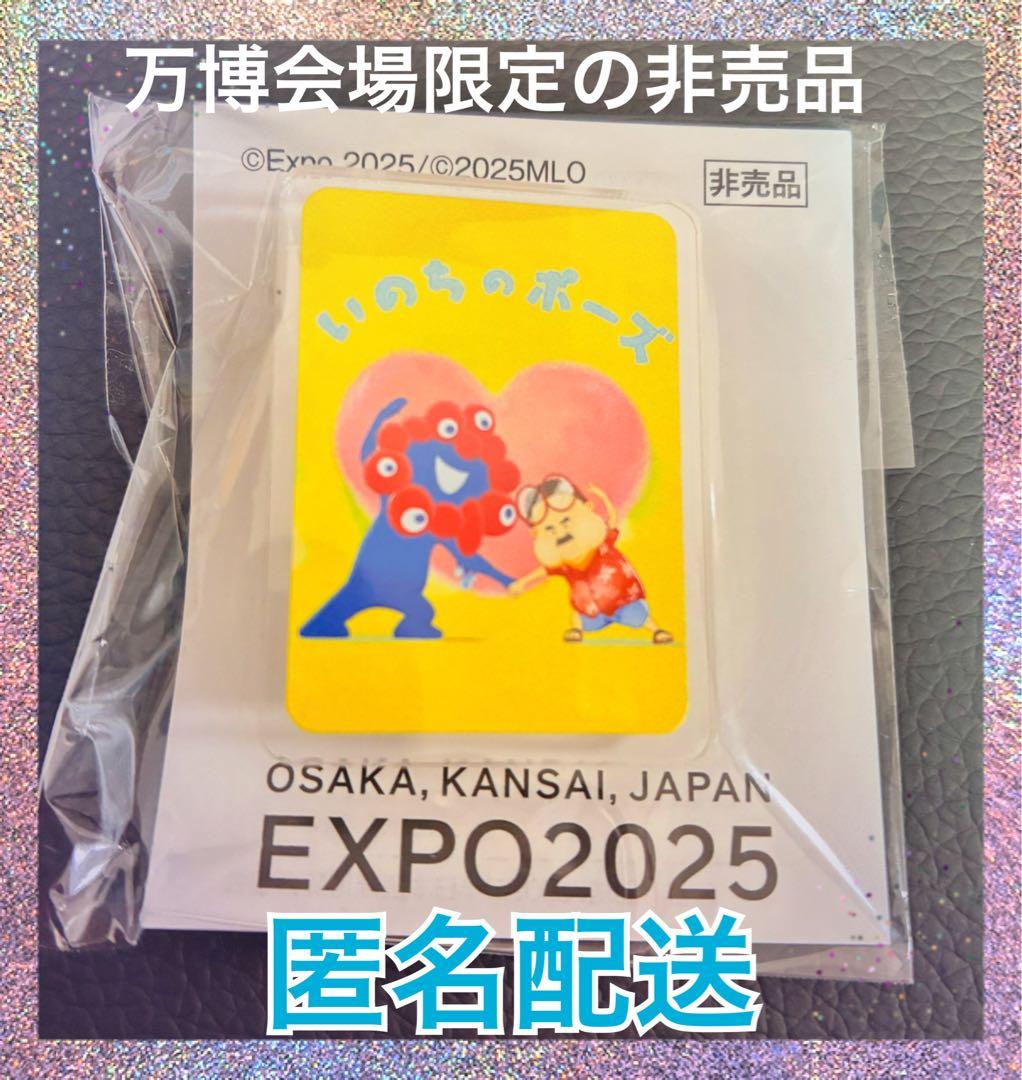 万博会場限定の非売品
©Expo 2025/©2025MLO
非売品
いのちのポーズ
OSAKA, KANSAI, JAPAN
EXPO2025
匿名配送